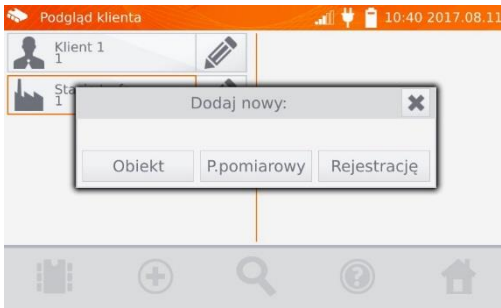 Podgląd klienta
10:40 2017.08.11
Klient 1
1
1
Dodaj nowy:
Obiekt
P.pomiarowy
Rejestrację